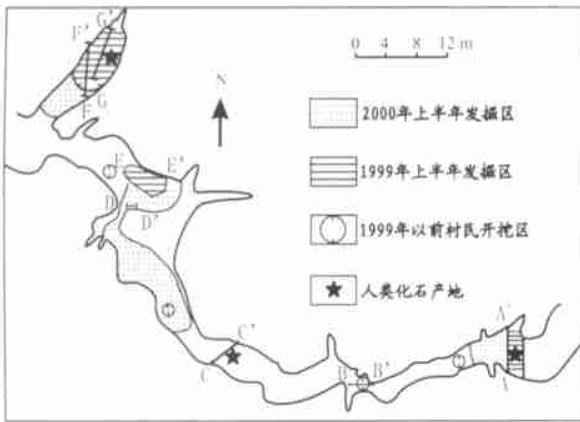 G'
F'
0 4 8 12 m
G
F
N
2000年上半年发掘区
1999年上半年发掘区
E E'
D
D'
1999年以前村民开挖区
人类化石产地
A'
C'
C
B B'
A